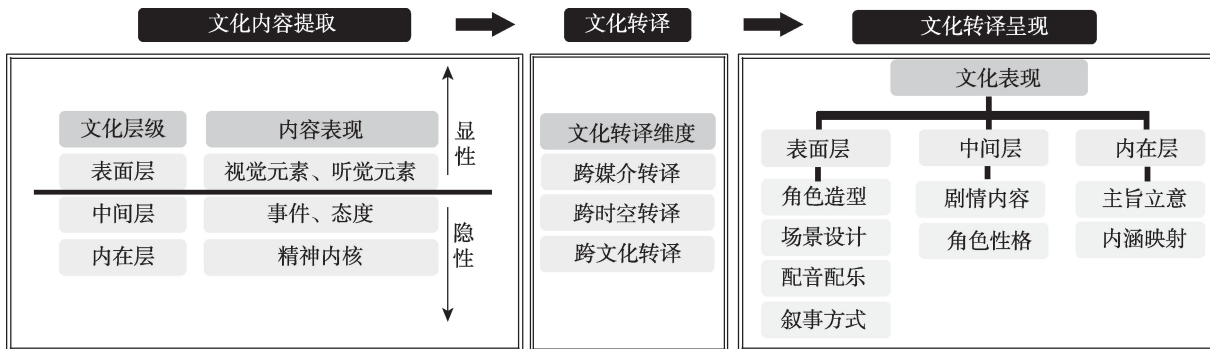 文化内容提取
文化转译
文化转译呈现
文化层级
内容表现
表面层
视觉元素、听觉元素
中间层
事件、态度
内在层
精神内核
显性
隐性
文化转译维度
跨媒介转译
跨时空转译
跨文化转译
文化表现
表面层
角色造型
场景设计
配音配乐
叙事方式
中间层
剧情内容
角色性格
内在层
主旨立意
内涵映射